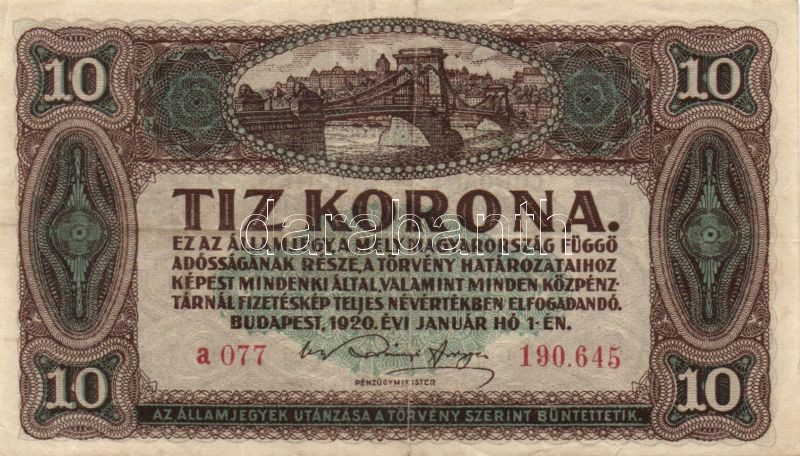 10 10
TIZ KORONA.
EZ AZ ÁLLAMJEGY, A MELY MAGYARORSZÁG FÜGGŐ
ADÓSSÁGÁNAK RÉSZE, A TÖRVÉNY HATÁROZATAIHOZ
KÉPEST MINDENKI ÁLTAL, VALAMINT MINDEN KÖZPÉNZ-
TÁRNÁL FIZETÉSKÉP TELJES NÉVÉRTÉKBEN ELFOGADANDÓ.
BUDAPEST, 1920. ÉVI JANUÁR HÓ 1-ÉN.
a 077 190.645
PÉNZÜGYMINISTER
10 10
AZ ÁLLAMJEGYEK UTÁNZÁSA A TÖRVÉNY SZERINT BÜNTETTETIK.
darabanth